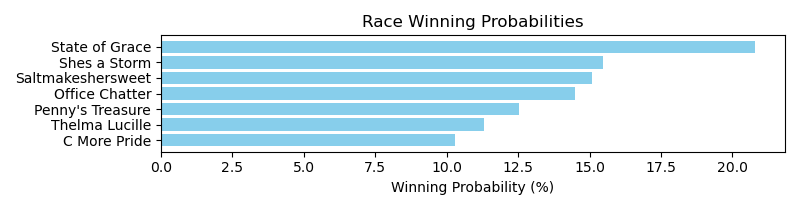 Race Winning Probabilities
State of Grace
Shes a Storm
Saltmakeshersweet
Office Chatter
Penny's Treasure
Thelma Lucille
C More Pride
0.0 2.5 5.0 7.5 10.0 12.5 15.0 17.5 20.0
Winning Probability (%)